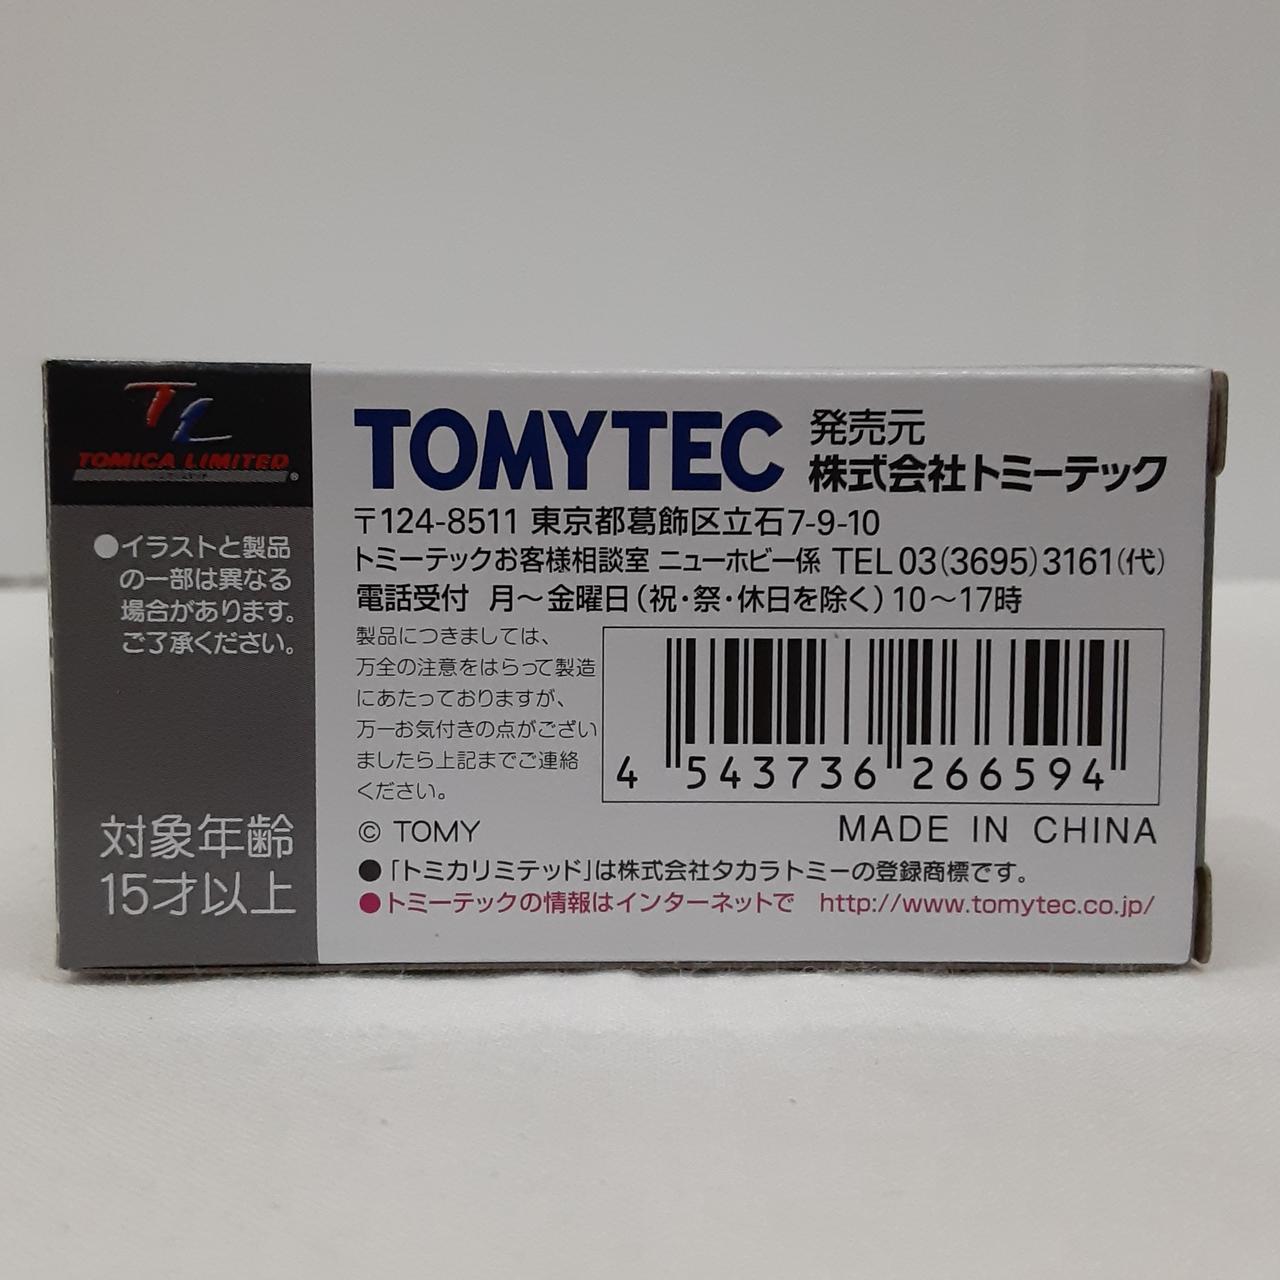 TL
TOMICA LIMITED
●イラストと製品
の一部は異なる
場合があります。
ご了承ください。
対象年齢
15才以上
TOMYTEC
発売元
株式会社トミーテック
〒124-8511 東京都葛飾区立石7-9-10
トミーテックお客様相談室 ニューホビー係 TEL 03(3695)3161(代)
電話受付 月〜金曜日(祝・祭・休日を除く)10〜17時
製品につきましては、
万全の注意をはらって製造
にあたっておりますが、
万一お気付きの点がござい
ましたら上記までご連絡
ください。
4 543736 266594
© TOMY
MADE IN CHINA
●「トミカリミテッド」は株式会社タカラトミーの登録商標です。
●トミーテックの情報はインターネットで http://www.tomytec.co.jp/